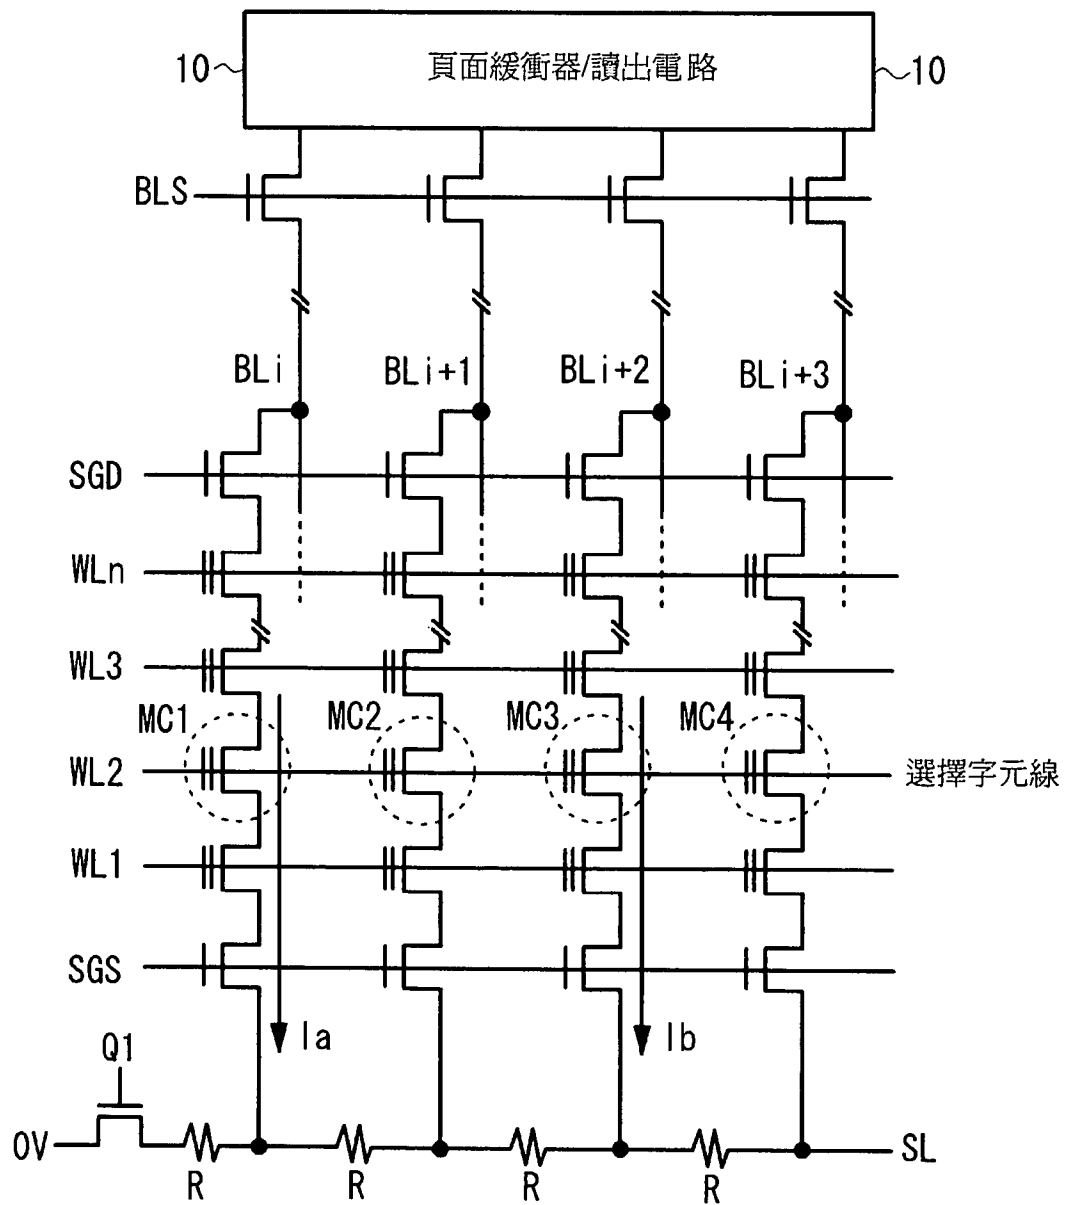 10
頁面緩衝器/讀出電路
10
BLS
BLi
BLi+1
BLi+2
BLi+3
SGD
WLn
WL3
MC1
MC2
MC3
MC4
WL2
選擇字元線
WL1
SGS
Ia
Ib
Q1
0V
SL
R
R
R
R